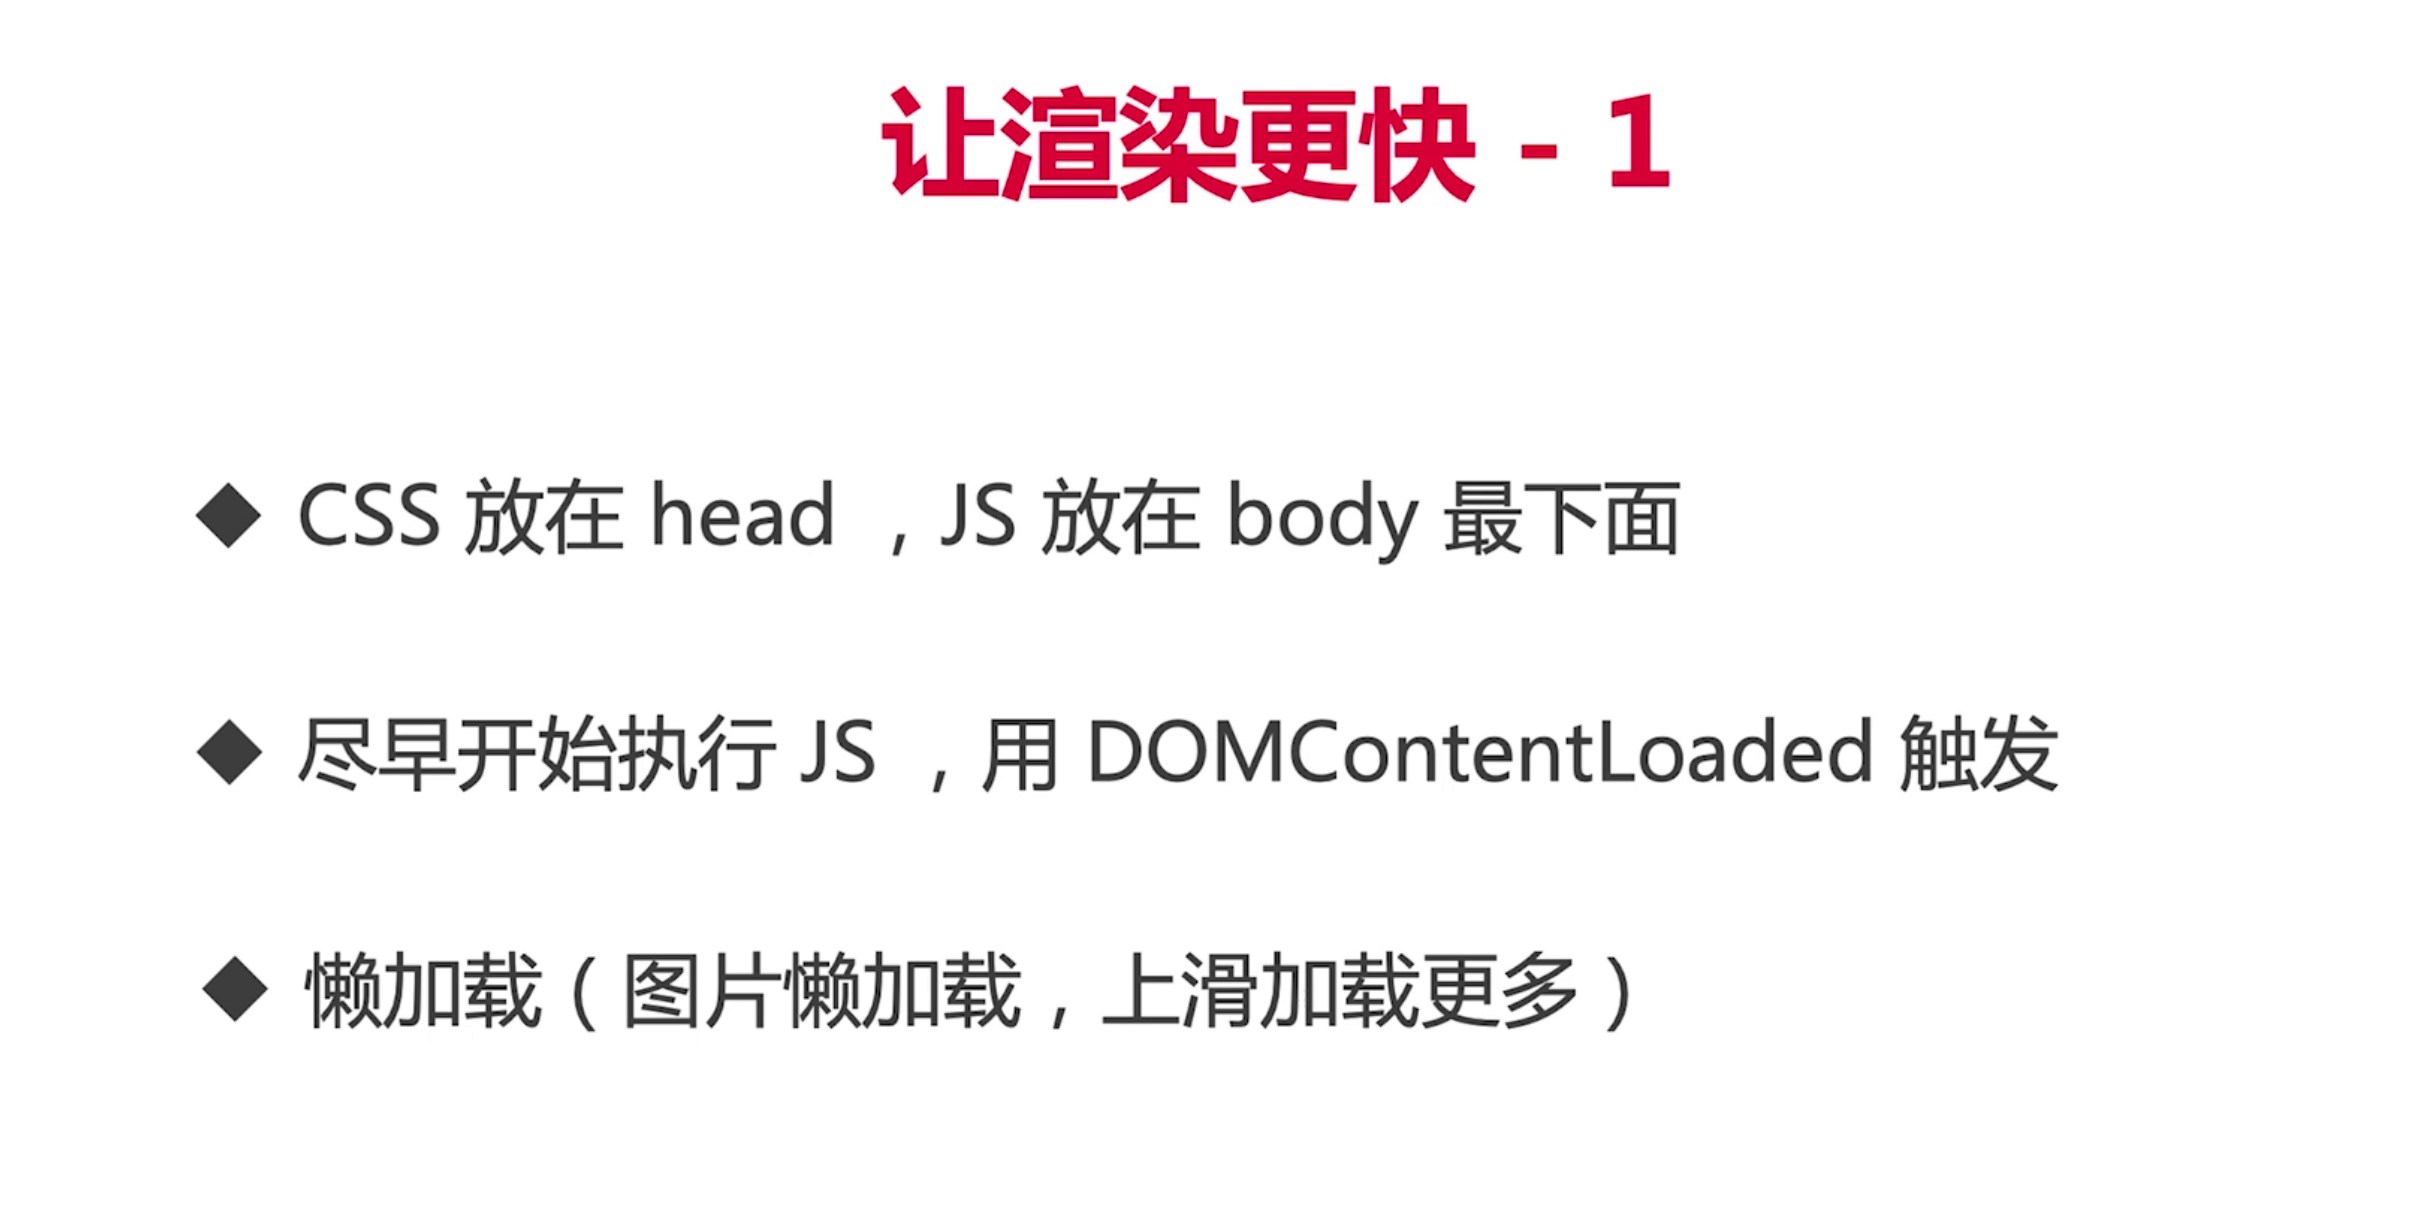 让渲染更快 - 1
◆ CSS 放在 head ，JS 放在 body 最下面
◆ 尽早开始执行 JS ，用 DOMContentLoaded 触发
◆ 懒加载（图片懒加载，上滑加载更多）